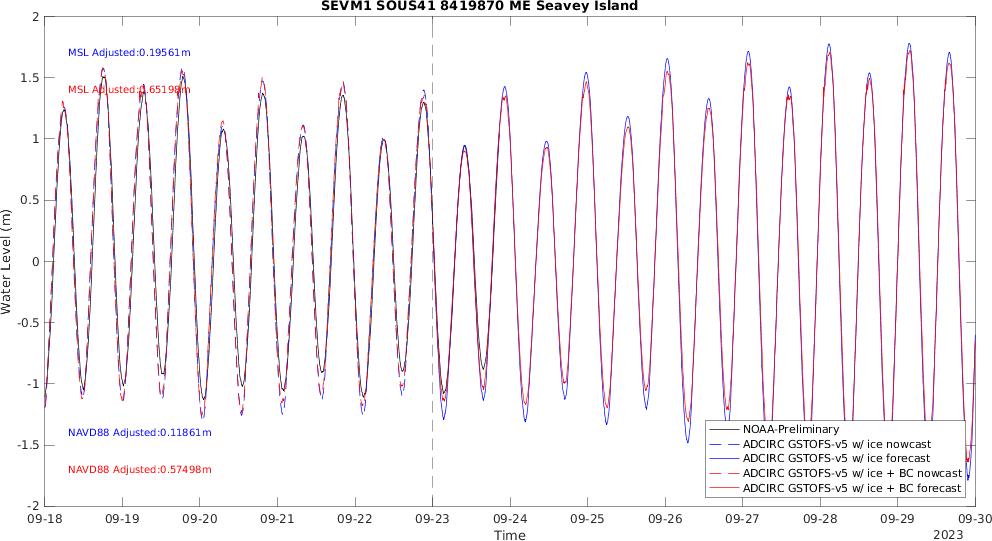 SEVM1 SOUS41 8419870 ME Seavey Island
MSL Adjusted:0.19561m
MSL Adjusted:0.65198m
NAVD88 Adjusted:0.11861m
NAVD88 Adjusted:0.57498m
Water Level (m)
2
1.5
1
0.5
0
-0.5
-1
-1.5
-2
NOAA-Preliminary
ADCIRC GSTOFS-v5 w/ ice nowcast
ADCIRC GSTOFS-v5 w/ ice forecast
ADCIRC GSTOFS-v5 w/ ice + BC nowcast
ADCIRC GSTOFS-v5 w/ ice + BC forecast
09-18 09-19 09-20 09-21 09-22 09-23 09-24 09-25 09-26 09-27 09-28 09-29 09-30
Time
2023